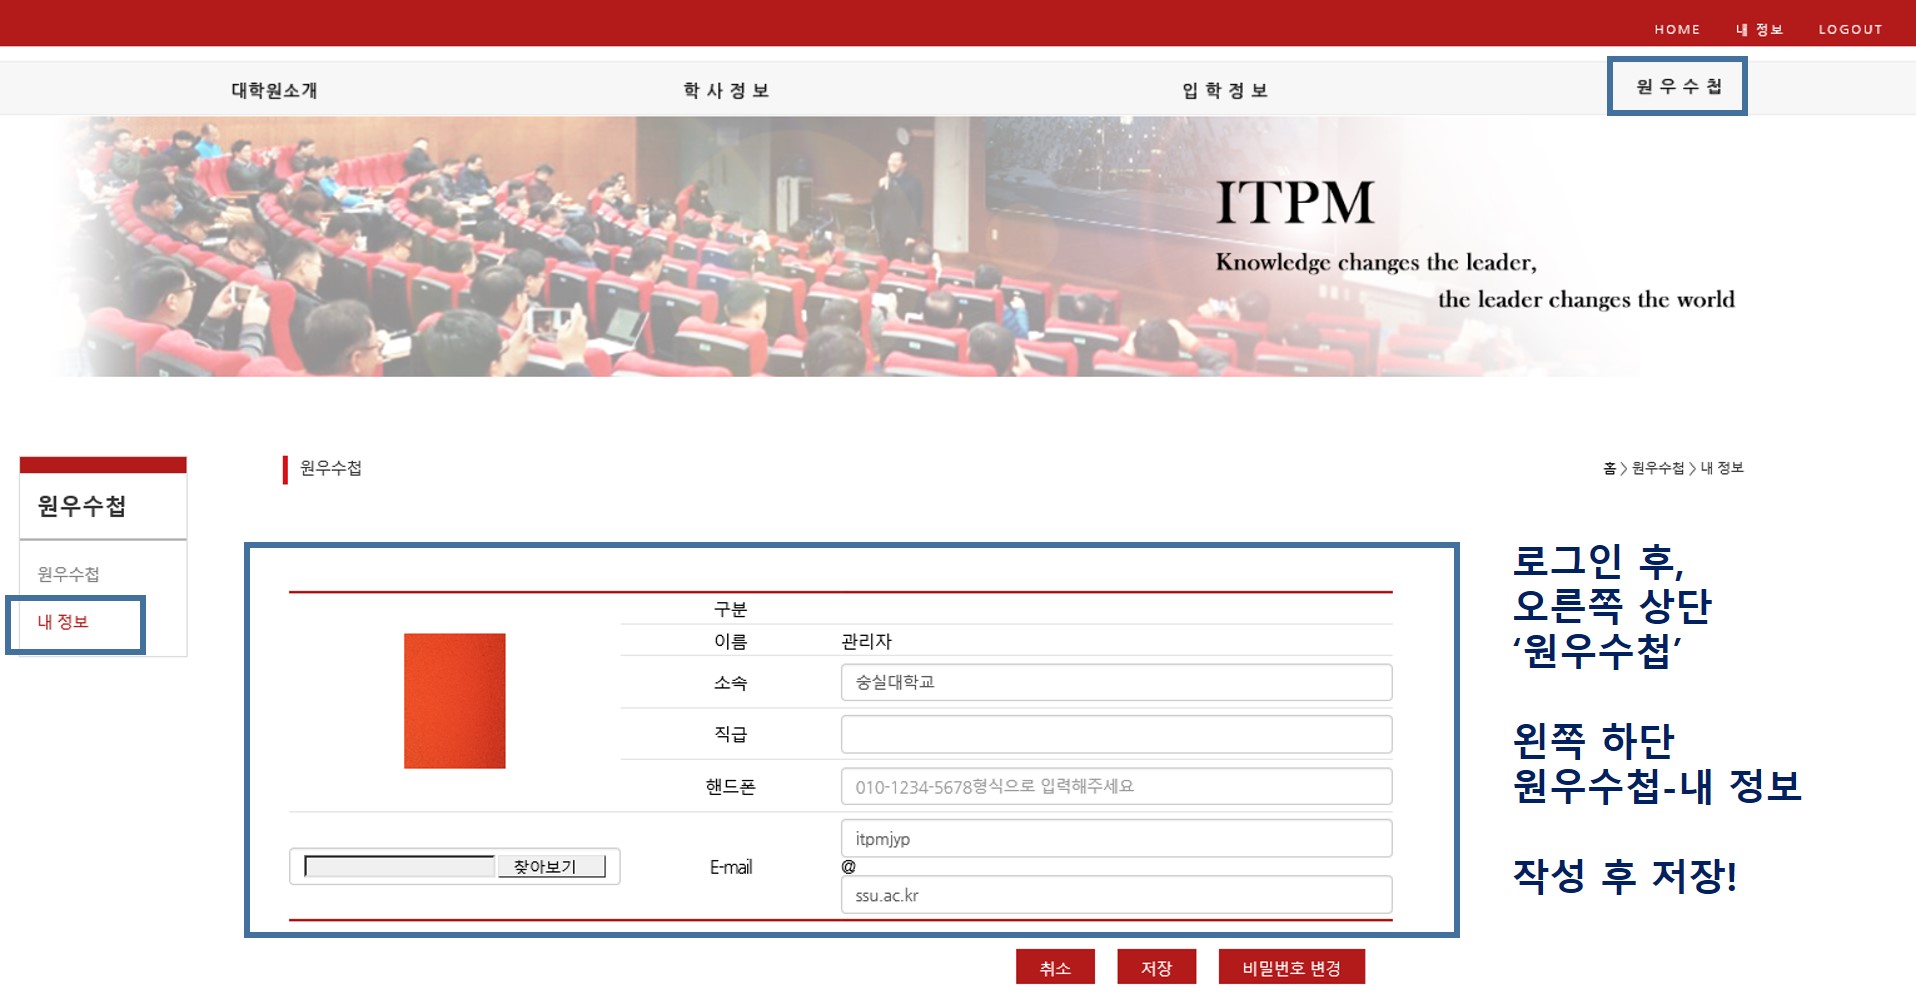 HOME 내 정보 LOGOUT
대학원소개 학사정보 입학정보 원우수첩
ITPM
Knowledge changes the leader,
the leader changes the world
원우수첩
원우수첩
내 정보
원우수첩
홈 > 원우수첩 > 내 정보
구분
이름 관리자
소속 숭실대학교
직급
핸드폰 010-1234-5678형식으로 입력해주세요
찾아보기
E-mail
itpmjyp
@
ssu.ac.kr
취소 저장 비밀번호 변경
로그인 후,
오른쪽 상단
‘원우수첩’
왼쪽 하단
원우수첩-내 정보
작성 후 저장!